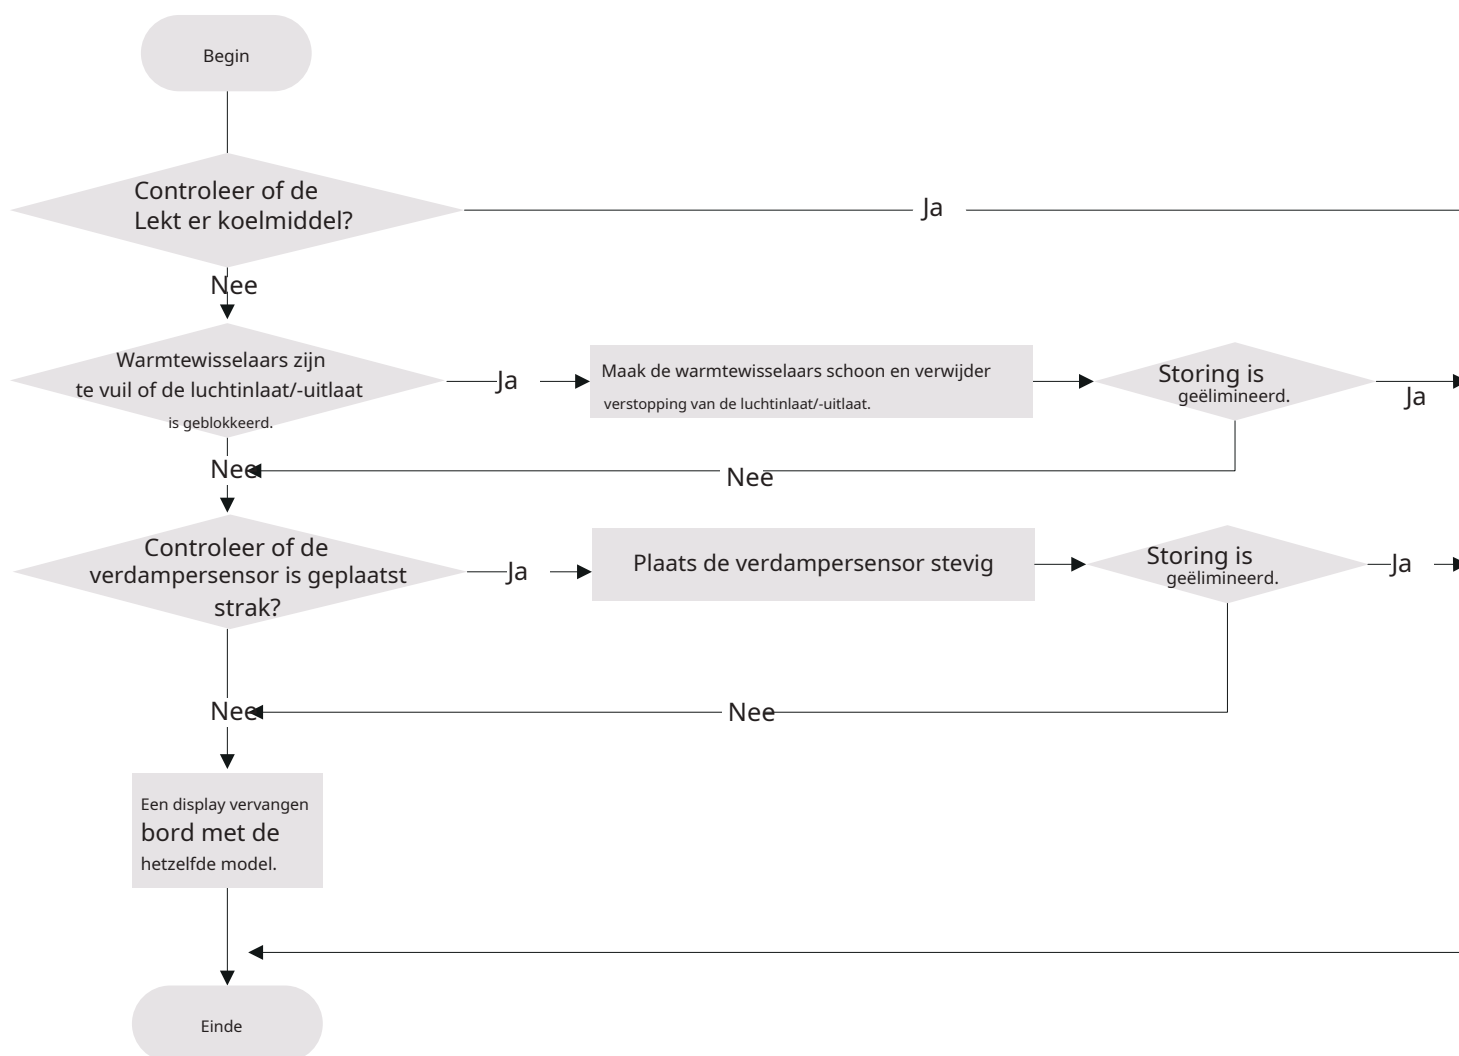 Begin
Controleer of de
Lekt er koelmiddel?
Ja
Nee
Warmtewisselaars zijn
te vuil of de luchtinlaat/-uitlaat
is geblokkeerd.
Ja
Maak de warmtewisselaars schoon en verwijder
verstopping van de luchtinlaat/-uitlaat.
Storing is
geëlimineerd.
Ja
Nee
Nee
Controleer of de
verdampersensor is geplaatst
strak?
Ja
Plaats de verdampersensor stevig
Storing is
geëlimineerd.
Ja
Nee
Nee
Een display vervangen
bord met de
hetzelfde model.
Einde